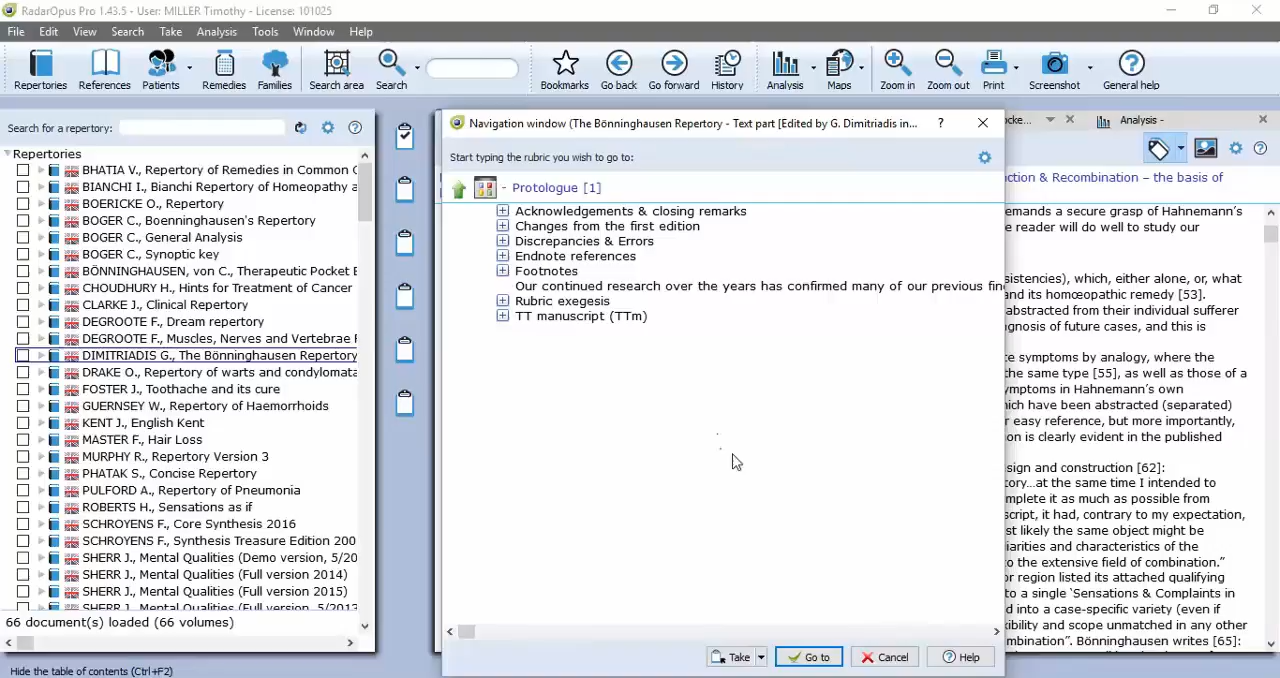 RadarOpus Pro 1.43.5 - User: MILLER Timothy - License: 101025
File Edit View Search Take Analysis Tools Window Help
Repertories References Patients Remedies Families Search area Search Bookmarks Go back Go forward History Analysis Maps Zoom in Zoom out Print Screenshot General help
Search for a repertory:
Repertories
BHATIA V., Repertory of Remedies in Common C
BIANCHI I., Bianchi Repertory of Homeopathy a
BOERICKE O., Repertory
BOGER C., Boenninghausen's Repertory
BOGER C., General Analysis
BOGER C., Synoptic key
BÖNNINGHAUSEN, von C., Therapeutic Pocket E
CHOUDHURY H., Hints for Treatment of Cancer
CLARKE J., Clinical Repertory
DEGROOTE F., Dream repertory
DEGROOTE F., Muscles, Nerves and Vertebrae F
DIMITRIADIS G., The Bönninghausen Repertory
DRAKE O., Repertory of warts and condylomata
FOSTER J., Toothache and its cure
GUERNSEY W., Repertory of Haemorrhoids
KENT J., English Kent
MASTER F., Hair Loss
MURPHY R., Repertory Version 3
PHATAK S., Concise Repertory
PULFORD A., Repertory of Pneumonia
ROBERTS H., Sensations as if
SCHROYENS F., Core Synthesis 2016
SCHROYENS F., Synthesis Treasure Edition 200
SHERR J., Mental Qualities (Demo version, 5/20
SHERR J., Mental Qualities (Full version 2014)
SHERR J., Mental Qualities (Full version 2015)
SHERR J., Mental Qualities (Full version, 5/2013
66 document(s) loaded (66 volumes)
Hide the table of contents (Ctrl+F2)
Navigation window (The Bönninghausen Repertory - Text part [Edited by G. Dimitriadis in...
Start typing the rubric you wish to go to:
- Protologue [1]
Acknowledgements & closing remarks
Changes from the first edition
Discrepancies & Errors
Endnote references
Footnotes
Our continued research over the years has confirmed many of our previous fin
Rubric exegesis
TT manuscript (TTm)
Take Go to Cancel Help
ocke... Analysis -
ction & Recombination – the basis of
emands a secure grasp of Hahnemann's
e reader will do well to study our
sistencies), which, either alone, or, what
and its homœopathic remedy [53].
abstracted from their individual sufferer
gnosis of future cases, and this is
e symptoms by analogy, where the
the same type [55], as well as those of a
mptoms in Hahnemann's own
hich have been abstracted (separated)
r easy reference, but more importantly,
on is clearly evident in the published
sign and construction [62]:
tory...at the same time I intended to
mplete it as much as possible from
script, it had, contrary to my expectation,
st likely the same object might be
iarities and characteristics of the
o the extensive field of combination."
or region listed its attached qualifying
to a single 'Sensations & Complaints in
d into a case-specific variety (even if
xibility and scope unmatched in any other
mbination". Bönninghausen writes [65]: